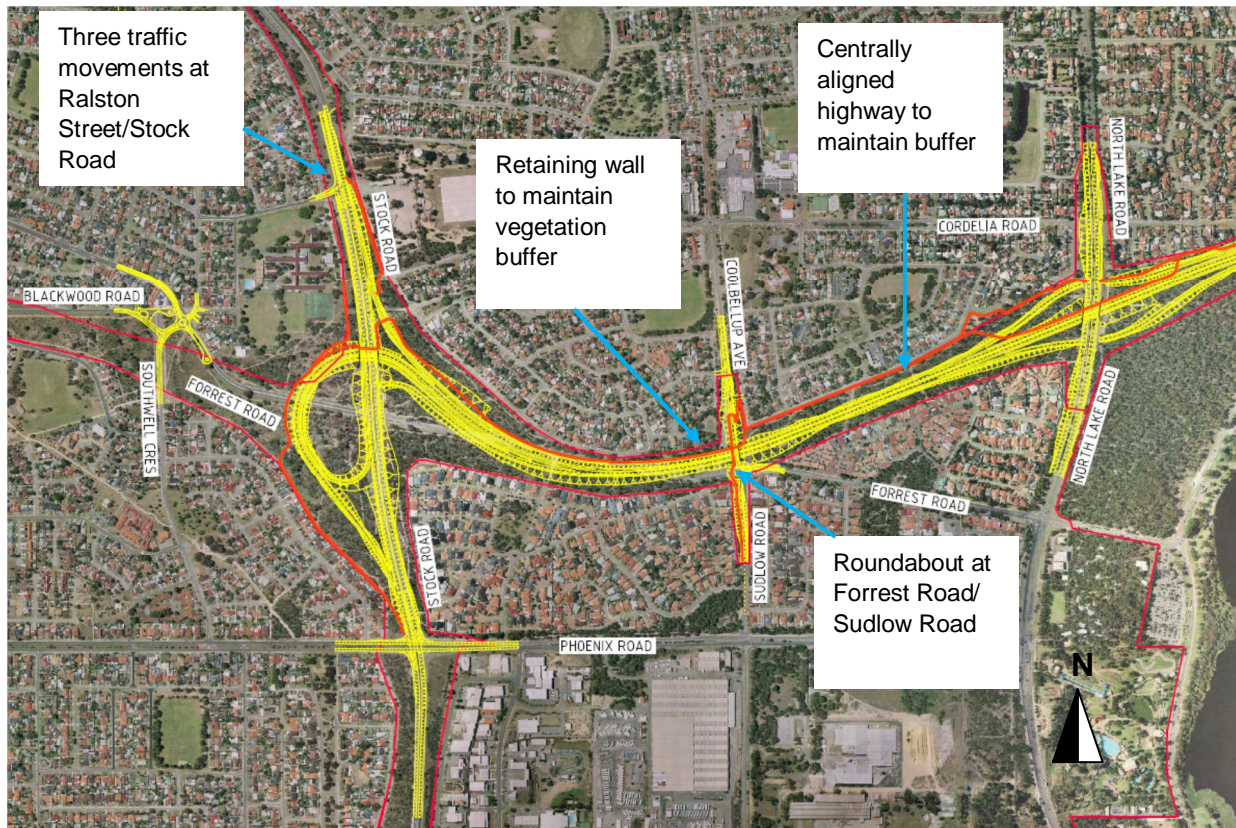 Three traffic
movements at
Ralston
Street/Stock
Road
Centrally
aligned
highway to
maintain buffer
Retaining wall
to maintain
vegetation
buffer
NORTH LAKE ROAD
STOCK ROAD
CORDELIA ROAD
COOLBELLUP AVE
BLACKWOOD ROAD
SOUTHWELL CRES
FORREST ROAD
NORTH LAKE ROAD
FORREST ROAD
STOCK ROAD
SUDLOW ROAD
Roundabout at
Forrest Road/
Sudlow Road
PHOENIX ROAD
N